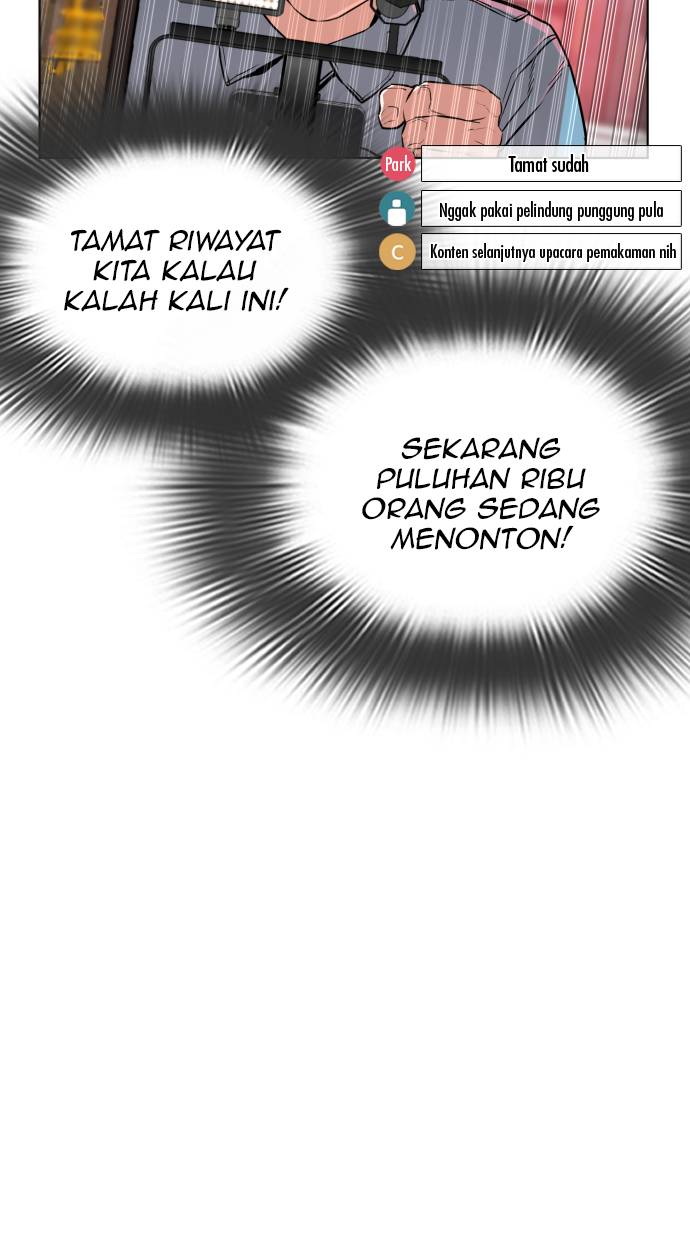 Park
Tamat sudah
Nggak pakai pelindung punggung pula
C
Konten selanjutnya upacara pemakaman nih
TAMAT RIWAYAT
KITA KALAU
KALAH KALI INI!
SEKARANG
PULUHAN RIBU
ORANG SEDANG
MENONTON!